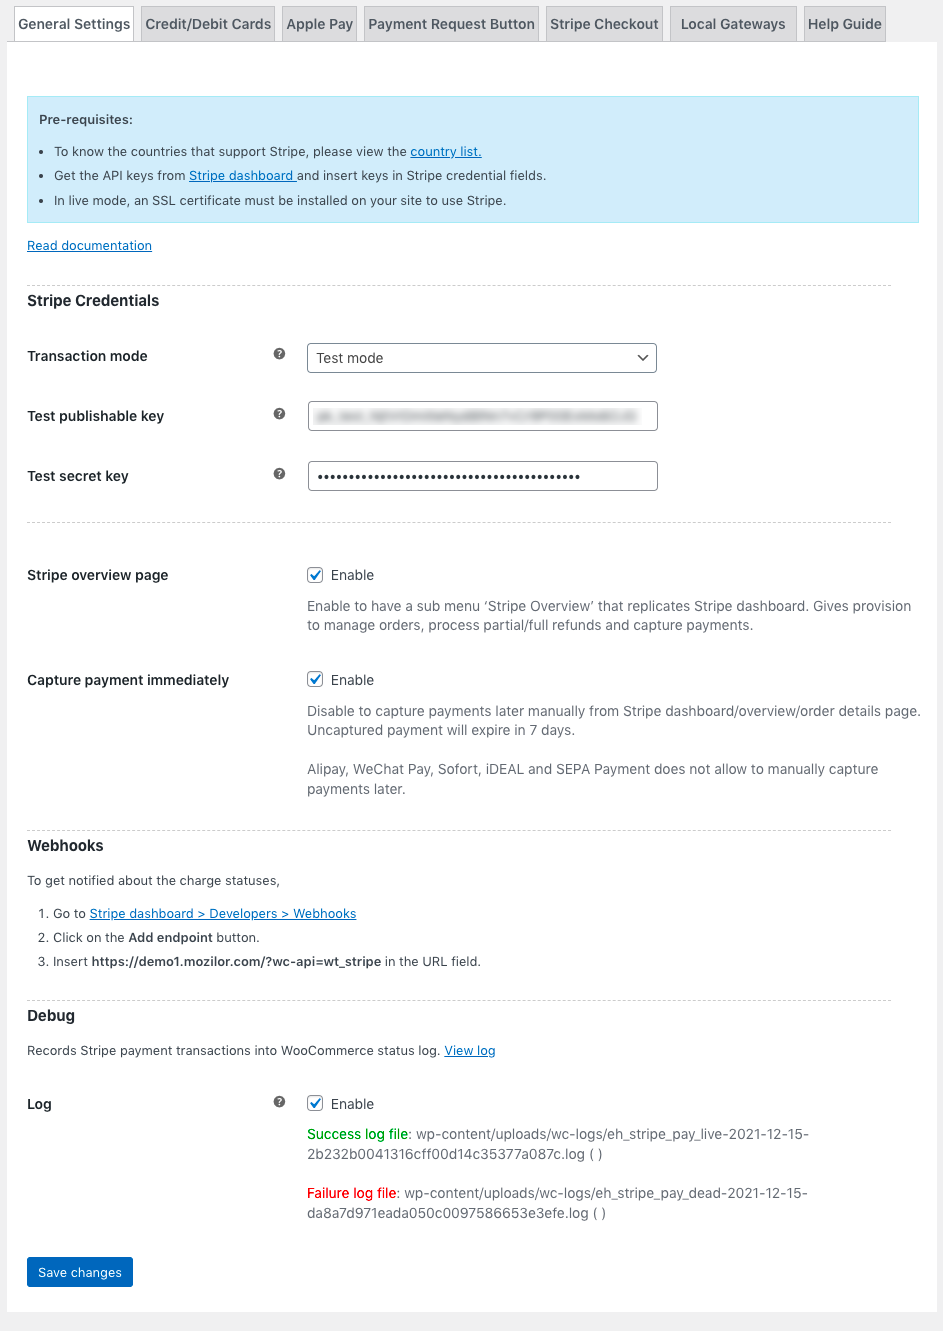 General Settings
Credit/Debit Cards
Apple Pay
Payment Request Button
Stripe Checkout
Local Gateways
Help Guide
Pre-requisites:
• To know the countries that support Stripe, please view the country list.
• Get the API keys from Stripe dashboard and insert keys in Stripe credential fields.
• In live mode, an SSL certificate must be installed on your site to use Stripe.
Read documentation
Stripe Credentials
Transaction mode ? Test mode
Test publishable key ?
Test secret key ? ••••••••••••••••••••••••••••••••••••••••••
Stripe overview page Enable
Enable to have a sub menu ‘Stripe Overview’ that replicates Stripe dashboard. Gives provision
to manage orders, process partial/full refunds and capture payments.
Capture payment immediately Enable
Disable to capture payments later manually from Stripe dashboard/overview/order details page.
Uncaptured payment will expire in 7 days.
Alipay, WeChat Pay, Sofort, iDEAL and SEPA Payment does not allow to manually capture
payments later.
Webhooks
To get notified about the charge statuses,
1. Go to Stripe dashboard > Developers > Webhooks
2. Click on the Add endpoint button.
3. Insert https://demo1.mozilor.com/?wc-api=wt_stripe in the URL field.
Debug
Records Stripe payment transactions into WooCommerce status log. View log
Log ? Enable
Success log file: wp-content/uploads/wc-logs/eh_stripe_pay_live-2021-12-15-
2b232b0041316cff00d14c35377a087c.log ( )
Failure log file: wp-content/uploads/wc-logs/eh_stripe_pay_dead-2021-12-15-
da8a7d971eada050c0097586653e3efe.log ( )
Save changes